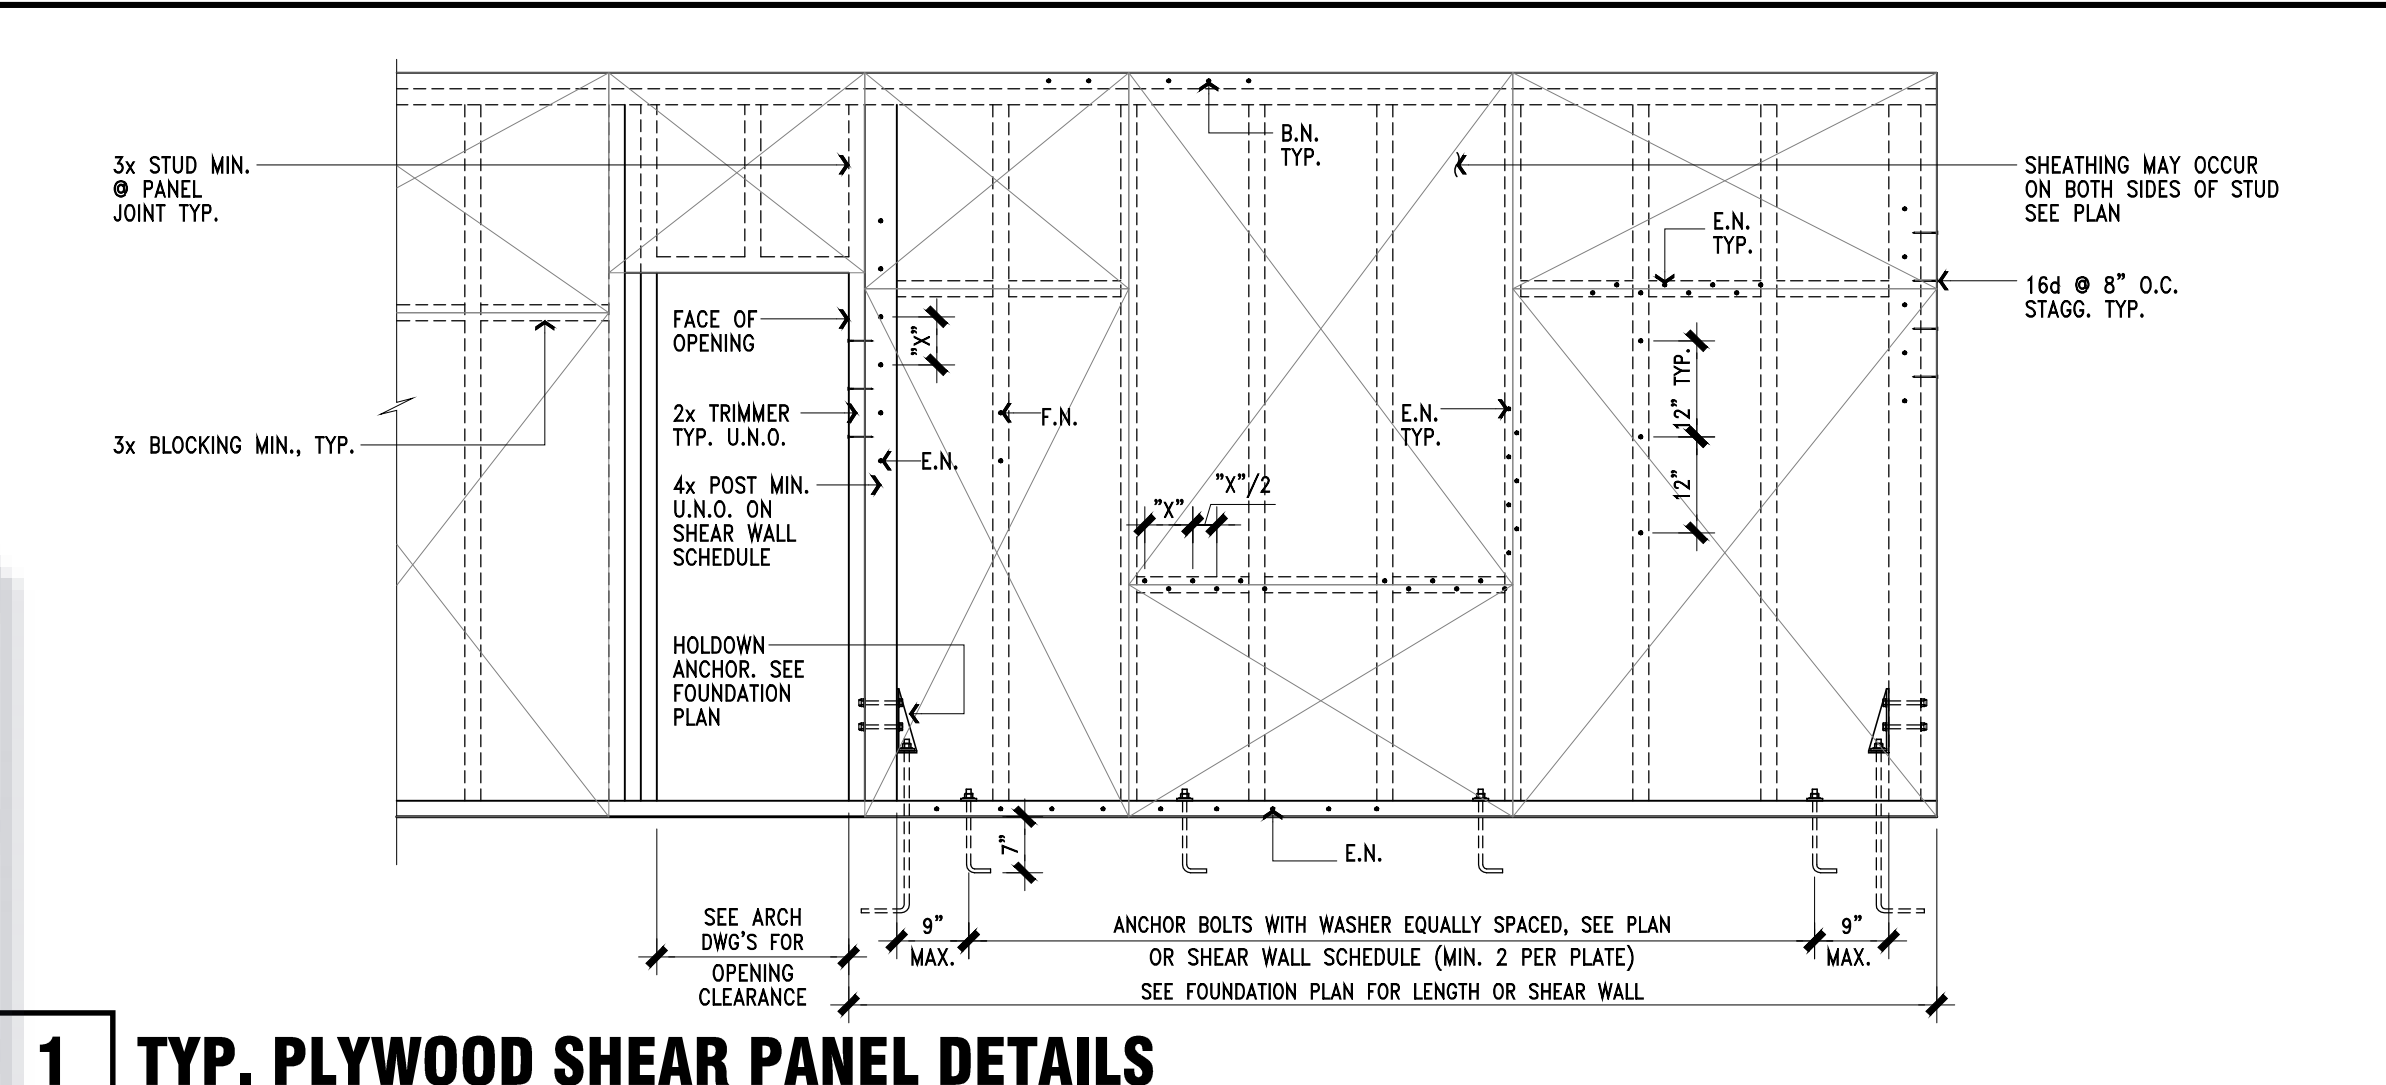 3x STUD MIN.
@ PANEL
JOINT TYP.
B.N.
TYP.
SHEATHING MAY OCCUR
ON BOTH SIDES OF STUD
SEE PLAN
E.N.
TYP.
16d @ 8" O.C.
STAGG. TYP.
FACE OF
OPENING
"X"
12" TYP.
12"
2x TRIMMER
TYP. U.N.O.
F.N.
E.N.
TYP.
3x BLOCKING MIN., TYP.
E.N.
4x POST MIN.
U.N.O. ON
SHEAR WALL
SCHEDULE
"X"
"X"/2
HOLDOWN
ANCHOR. SEE
FOUNDATION
PLAN
7"
E.N.
SEE ARCH
DWG'S FOR
OPENING
CLEARANCE
9"
MAX.
ANCHOR BOLTS WITH WASHER EQUALLY SPACED, SEE PLAN
OR SHEAR WALL SCHEDULE (MIN. 2 PER PLATE)
9"
MAX.
SEE FOUNDATION PLAN FOR LENGTH OR SHEAR WALL
1 TYP. PLYWOOD SHEAR PANEL DETAILS